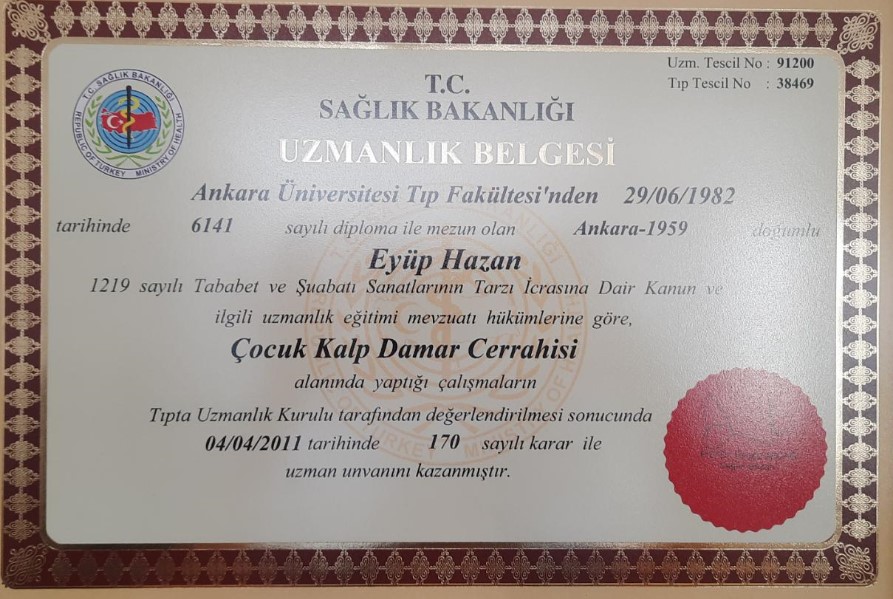 Uzm. Tescil No : 91200
Tıp Tescil No : 38469
T.C. SAĞLIK BAKANLIĞI
REPUBLIC OF TURKEY MINISTRY OF HEALTH
T.C.
SAĞLIK BAKANLIĞI
UZMANLIK BELGESİ
Ankara Üniversitesi Tıp Fakültesi'nden 29/06/1982
tarihinde 6141 sayılı diploma ile mezun olan Ankara-1959 doğumlu
Eyüp Hazan
1219 sayılı Tababet ve Şuabatı Sanatlarının Tarzı İcrasına Dair Kanun ve
ilgili uzmanlık eğitimi mevzuatı hükümlerine göre,
Çocuk Kalp Damar Cerrahisi
alanında yaptığı çalışmaların
Tıpta Uzmanlık Kurulu tarafından değerlendirilmesi sonucunda
04/04/2011 tarihinde 170 sayılı karar ile
uzman unvanını kazanmıştır.